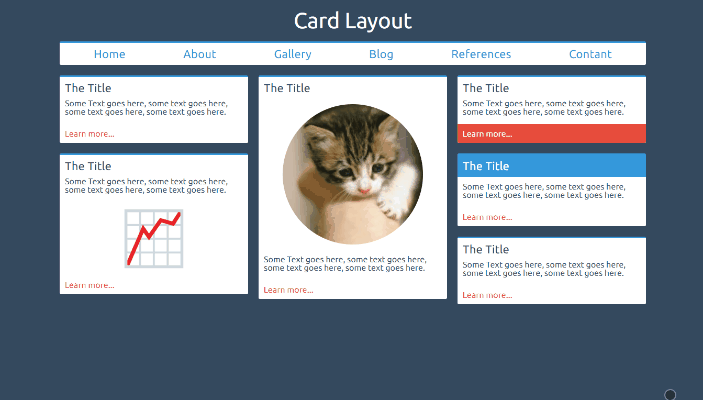 Card Layout
Home About Gallery Blog References Contant
The Title
Some Text goes here, some text goes here,
some text goes here, some text goes here.
Learn more...
The Title
Some Text goes here, some text goes here,
some text goes here, some text goes here.
Learn more...
The Title
Some Text goes here, some text goes here,
some text goes here, some text goes here.
Learn more...
The Title
Some Text goes here, some text goes here,
some text goes here, some text goes here.
Learn more...
The Title
Some Text goes here, some text goes here,
some text goes here, some text goes here.
Learn more...
The Title
Some Text goes here, some text goes here,
some text goes here, some text goes here.
Learn more...